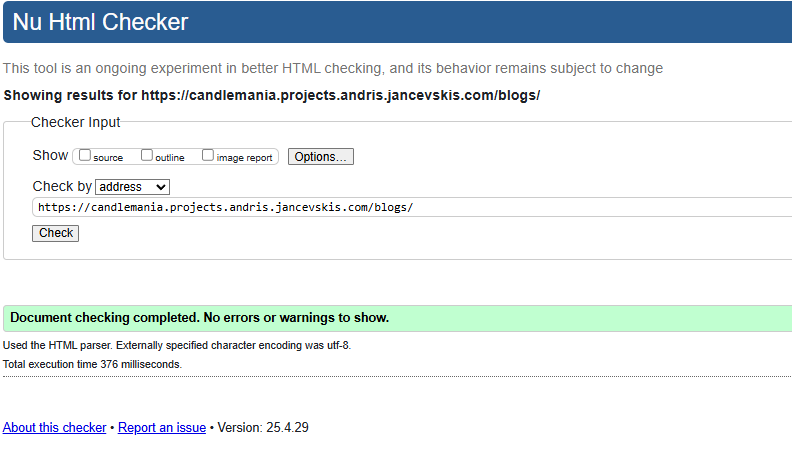 Nu Html Checker
This tool is an ongoing experiment in better HTML checking, and its behavior remains subject to change
Showing results for https://candlemania.projects.andris.jancevskis.com/blogs/
Checker Input
Show source outline image report Options...
Check by address
https://candlemania.projects.andris.jancevskis.com/blogs/
Check
Document checking completed. No errors or warnings to show.
Used the HTML parser. Externally specified character encoding was utf-8.
Total execution time 376 milliseconds.
About this checker • Report an issue • Version: 25.4.29